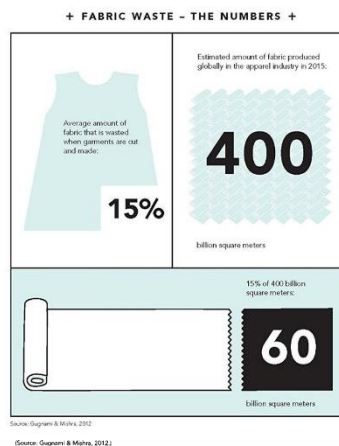 + FABRIC WASTE – THE NUMBERS +
Average amount of
fabric that is wasted
when garments are cut
and made:
15%
Estimated amount of fabric produced
globally in the apparel industry in 2015:
400
billion square meters
15% of 400 billion
square meters:
60
billion square meters
Source: Gugnami & Mishra, 2012
(Source: Gugnami & Mishra, 2012.)